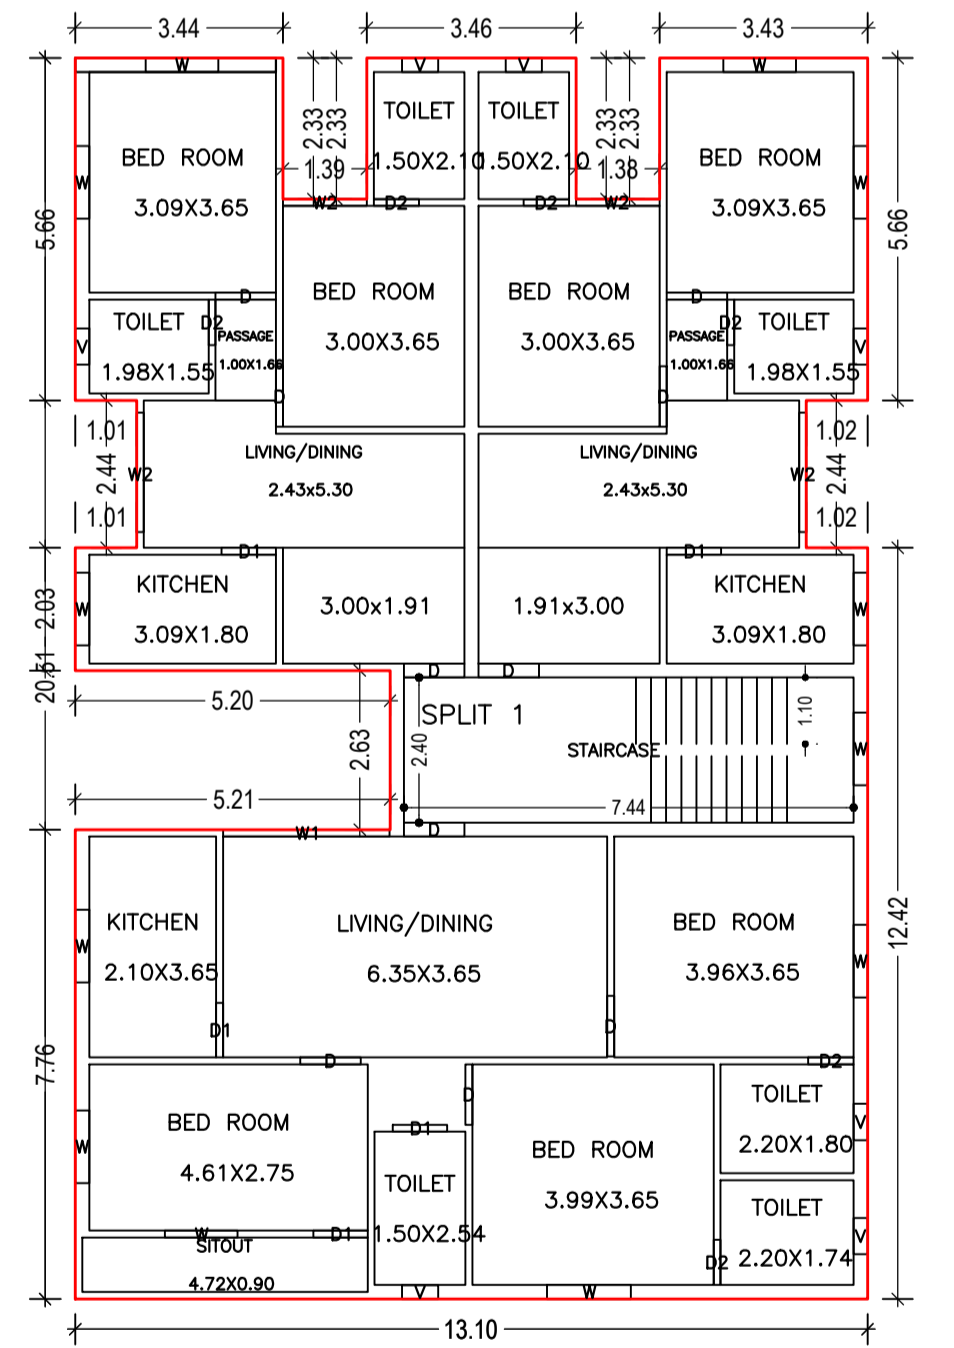 3.44
3.46
3.43
W
V
V
W
TOILET
TOILET
1.50X2.10
1.50X2.10
2.33
2.33
2.33
2.33
1.39
1.38
BED ROOM
3.09X3.65
BED ROOM
3.09X3.65
W
W
W2
D2
D2
W2
5.66
5.66
BED ROOM
3.00X3.65
BED ROOM
3.00X3.65
D
D
TOILET
1.98X1.55
D2
PASSAGE
1.00X1.66
PASSAGE
1.00X1.66
D2
TOILET
1.98X1.55
V
V
D
D
1.01
2.44
1.01
W2
LIVING/DINING
2.43x5.30
LIVING/DINING
2.43x5.30
W2
1.02
2.44
1.02
D1
D1
KITCHEN
3.09X1.80
3.00x1.91
1.91x3.00
KITCHEN
3.09X1.80
W
W
2.03
20.51
D
D
5.20
2.63
5.21
2.40
SPLIT 1
STAIRCASE
1.10
W
7.44
W1
D
KITCHEN
2.10X3.65
LIVING/DINING
6.35X3.65
BED ROOM
3.96X3.65
W
W
D1
D
12.42
7.76
D
D2
BED ROOM
4.61X2.75
W
D
D1
TOILET
1.50X2.54
BED ROOM
3.99X3.65
TOILET
2.20X1.80
V
TOILET
2.20X1.74
V
D2
W
D1
SITOUT
4.72X0.90
V
W
13.10